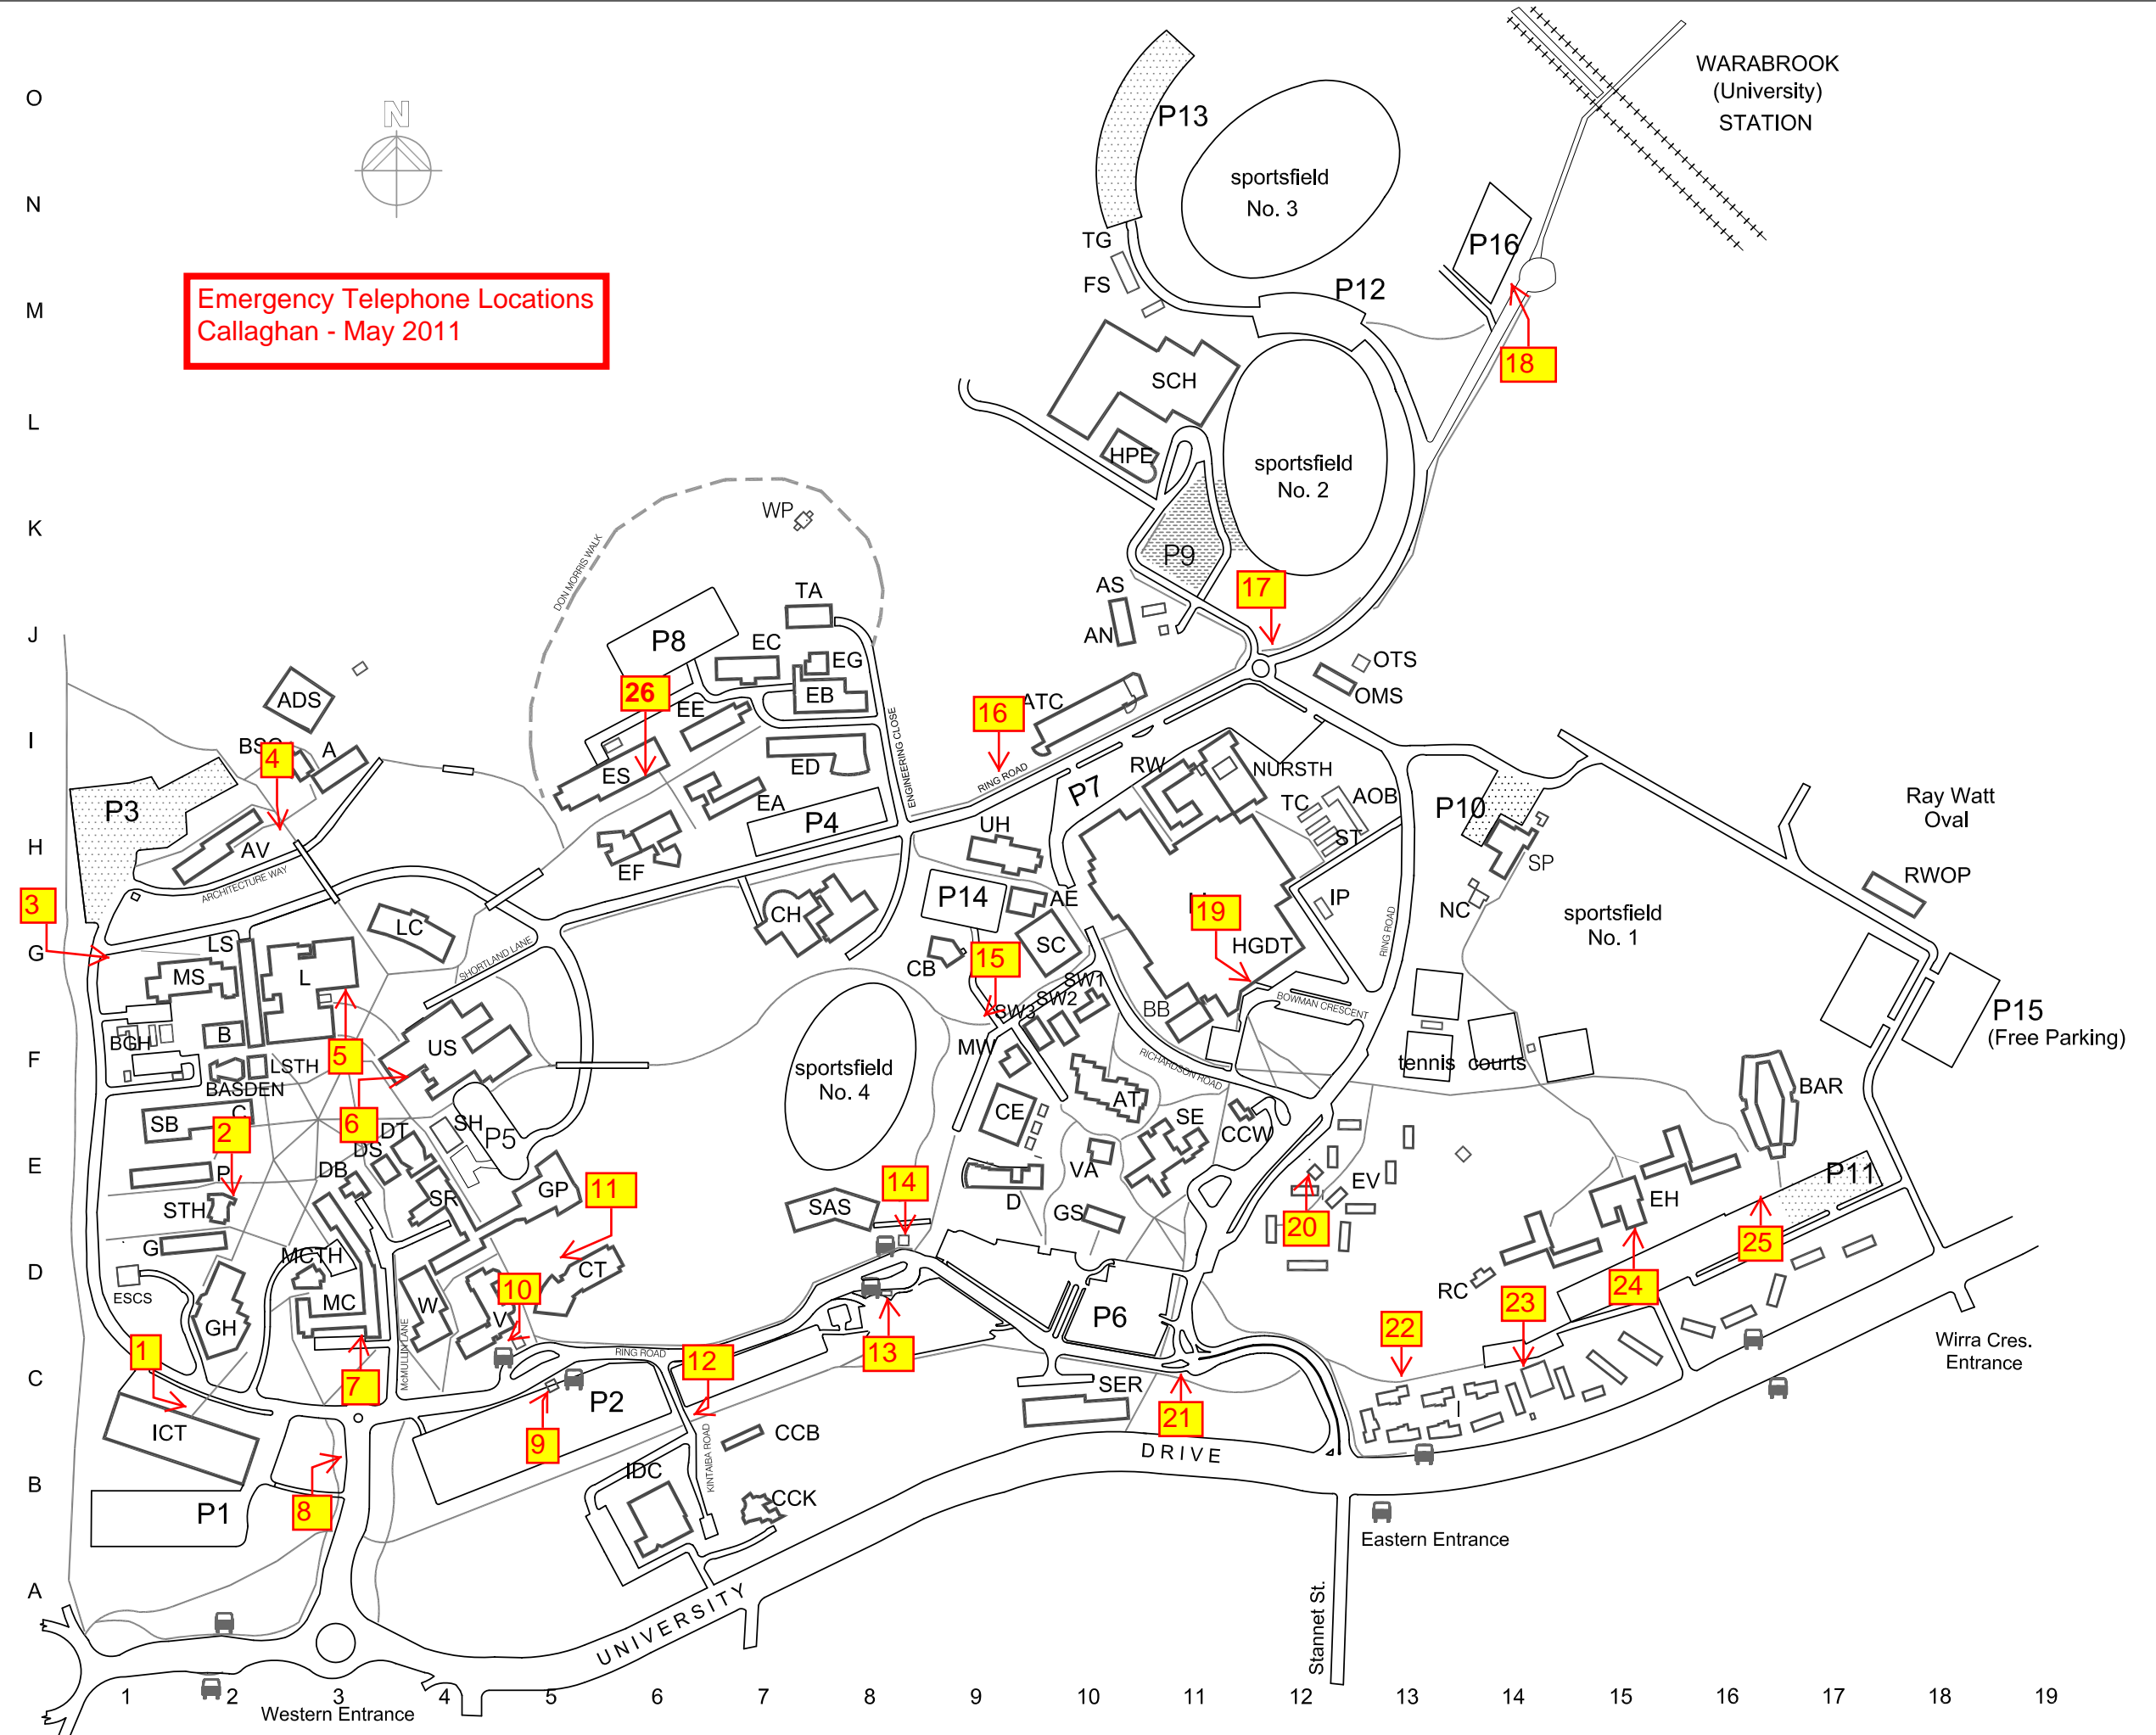 WARABROOK
(University)
STATION
O
N
P13
sportsfield
No. 3
N
P16
TG
FS
P12
M
Emergency Telephone Locations
Callaghan - May 2011
18
SCH
L
HPE
sportsfield
No. 2
WP
K
DON MORRIS WALK
P9
17
AS
AN
TA
J
P8
EC
EG
OTS
OMS
26
EB
ADS
EE
16
ATC
ENGINEERING CLOSE
I
A
4
ES
ED
RING ROAD
RW
NURSTH
P7
EA
TC
AOB
P3
P10
Ray Watt
Oval
P4
UH
ST
H
AV
EF
SP
ARCHITECTURE WAY
RWOP
3
P14
AE
IP
NC
CH
LC
19
sportsfield
No. 1
G
LS
SC
HGDT
RING ROAD
SHORTLAND LANE
CB
15
MS
L
SW1
SW2
SW3
BB
BOWMAN CRESCENT
P15
(Free Parking)
B
BGH
US
MW
F
5
LSTH
RICHARDSON ROAD
tennis courts
sportsfield
No. 4
BASDEN
BAR
C
SB
2
6
SH
P5
CE
AT
SE
CCW
DT
DS
E
P
DB
VA
P11
GP
11
14
EV
SR
STH
SAS
D
GS
20
EH
G
MCTH
25
D
CT
ESCS
10
RC
24
MC
W
V
P6
23
GH
22
1
McMULLIN LANE
RING ROAD
12
13
Wirra Cres.
Entrance
C
7
SER
P2
21
I
ICT
9
CCB
DRIVE
IDC
KINTAIBA ROAD
B
P1
8
CCK
Eastern Entrance
A
UNIVERSITY
Stannet St.
1 2 3 4 5 6 7 8 9 10 11 12 13 14 15 16 17 18 19
Western Entrance